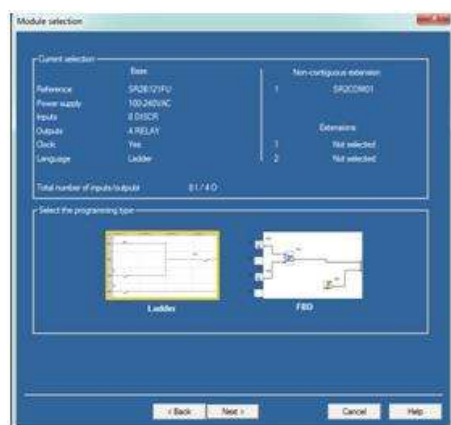 Module selection
Current selection
Base
Non-contiguous extension
Reference SR2B121FU 1 SR2COM01
Power supply 100-240VAC
Inputs 8 DISCR
Outputs 4 RELAY Extensions
Clock Yes 1 Not selected
Language Ladder 2 Not selected
Total number of inputs/outputs 8 I / 4 O
Select the programming type
Ladder FBD
< Back Next > Cancel Help